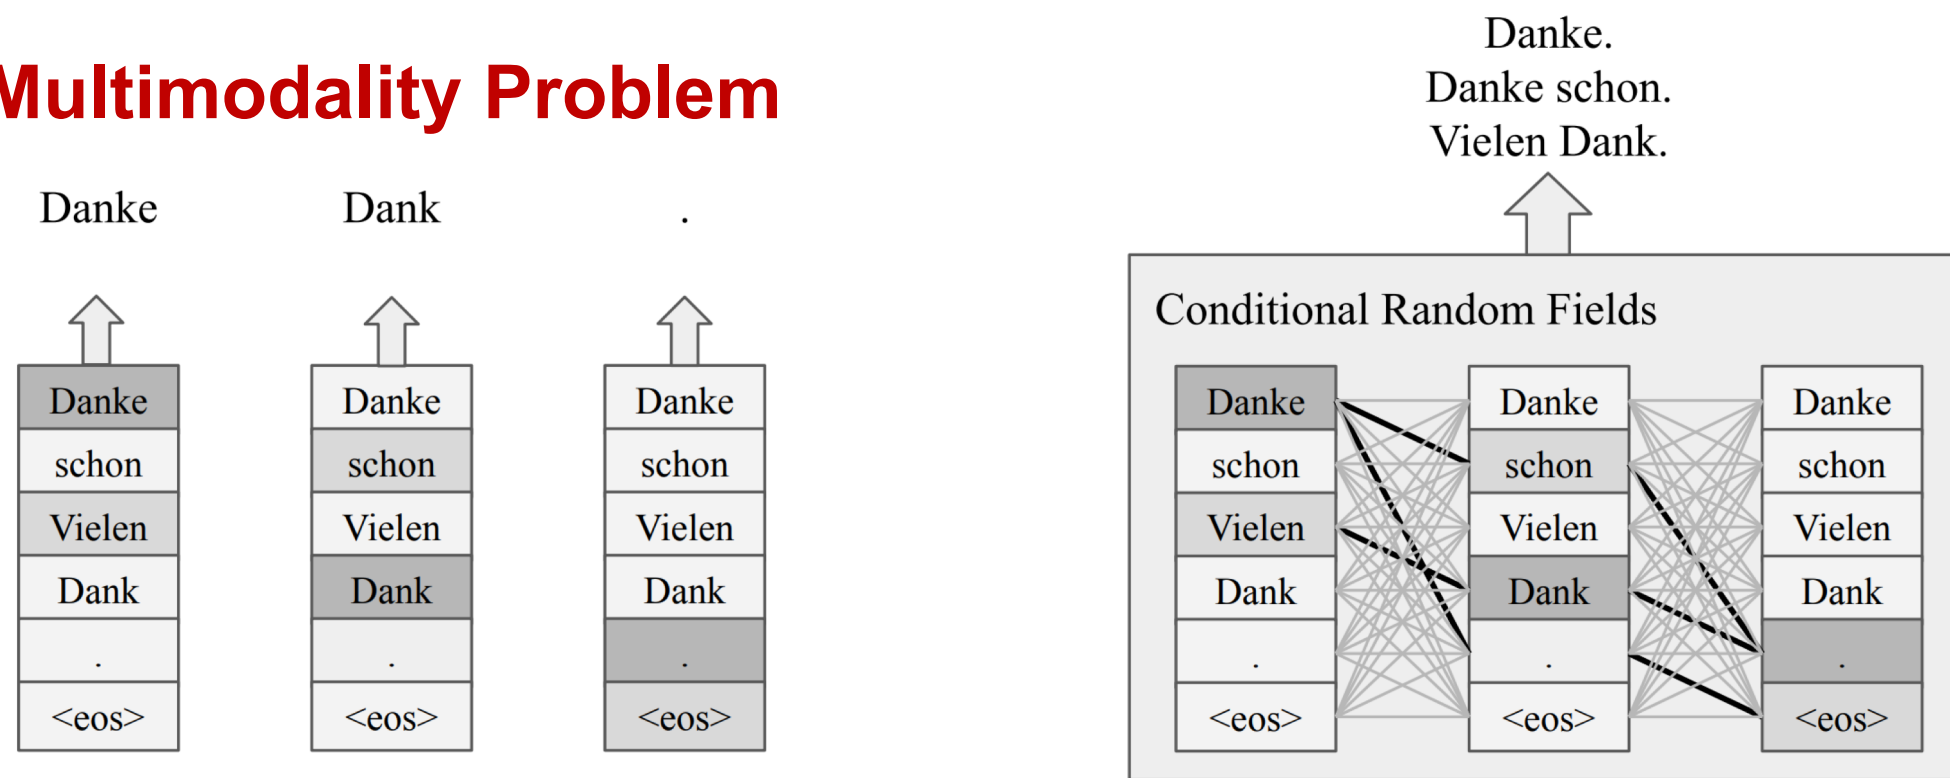 Multimodality Problem
Danke Dank .
Danke
schon
Vielen
Dank
.
<eos>
Danke
schon
Vielen
Dank
.
<eos>
Danke
schon
Vielen
Dank
.
<eos>
Danke.
Danke schon.
Vielen Dank.
Conditional Random Fields
Danke
schon
Vielen
Dank
.
<eos>
Danke
schon
Vielen
Dank
.
<eos>
Danke
schon
Vielen
Dank
.
<eos>